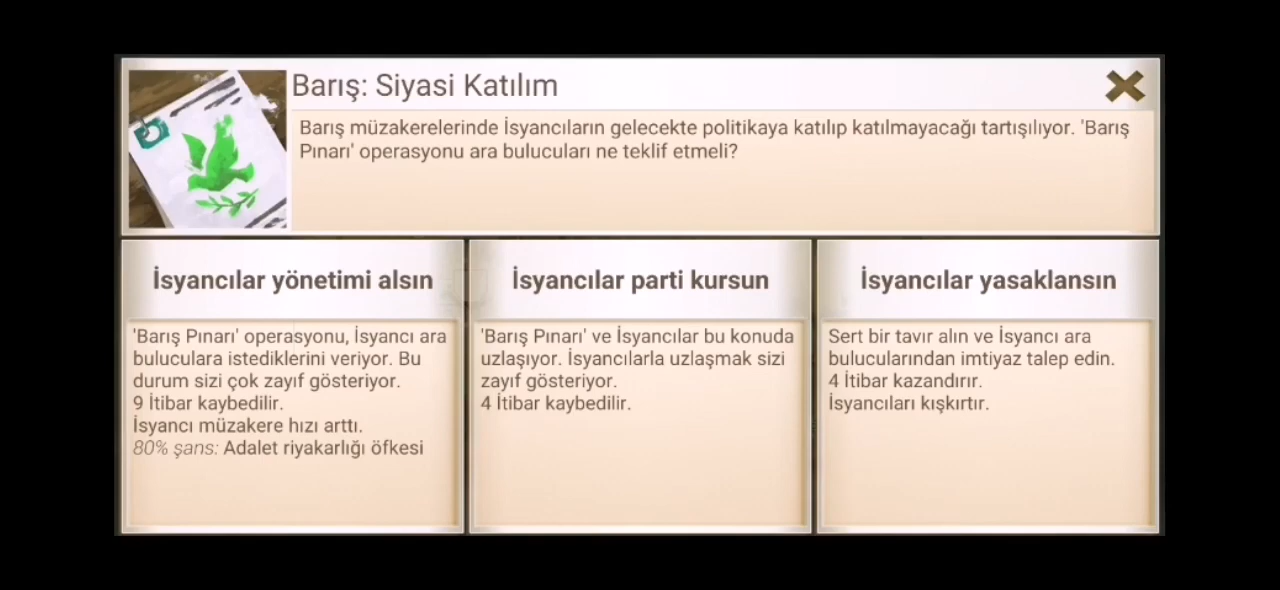 Barış: Siyasi Katılım
Barış müzakerelerinde İsyancıların gelecekte politikaya katılıp katılmayacağı tartışılıyor. 'Barış
Pınarı' operasyonu ara bulucuları ne teklif etmeli?
İsyancılar yönetimi alsın
'Barış Pınarı' operasyonu, İsyancı ara
buluculara istediklerini veriyor. Bu
durum sizi çok zayıf gösteriyor.
9 İtibar kaybedilir.
İsyancı müzakere hızı arttı.
80% şans: Adalet riyakarlığı öfkesi
İsyancılar parti kursun
'Barış Pınarı' ve İsyancılar bu konuda
uzlaşıyor. İsyancılarla uzlaşmak sizi
zayıf gösteriyor.
4 İtibar kaybedilir.
İsyancılar yasaklansın
Sert bir tavır alın ve İsyancı ara
bulucularından imtiyaz talep edin.
4 İtibar kazandırır.
İsyancıları kışkırtır.